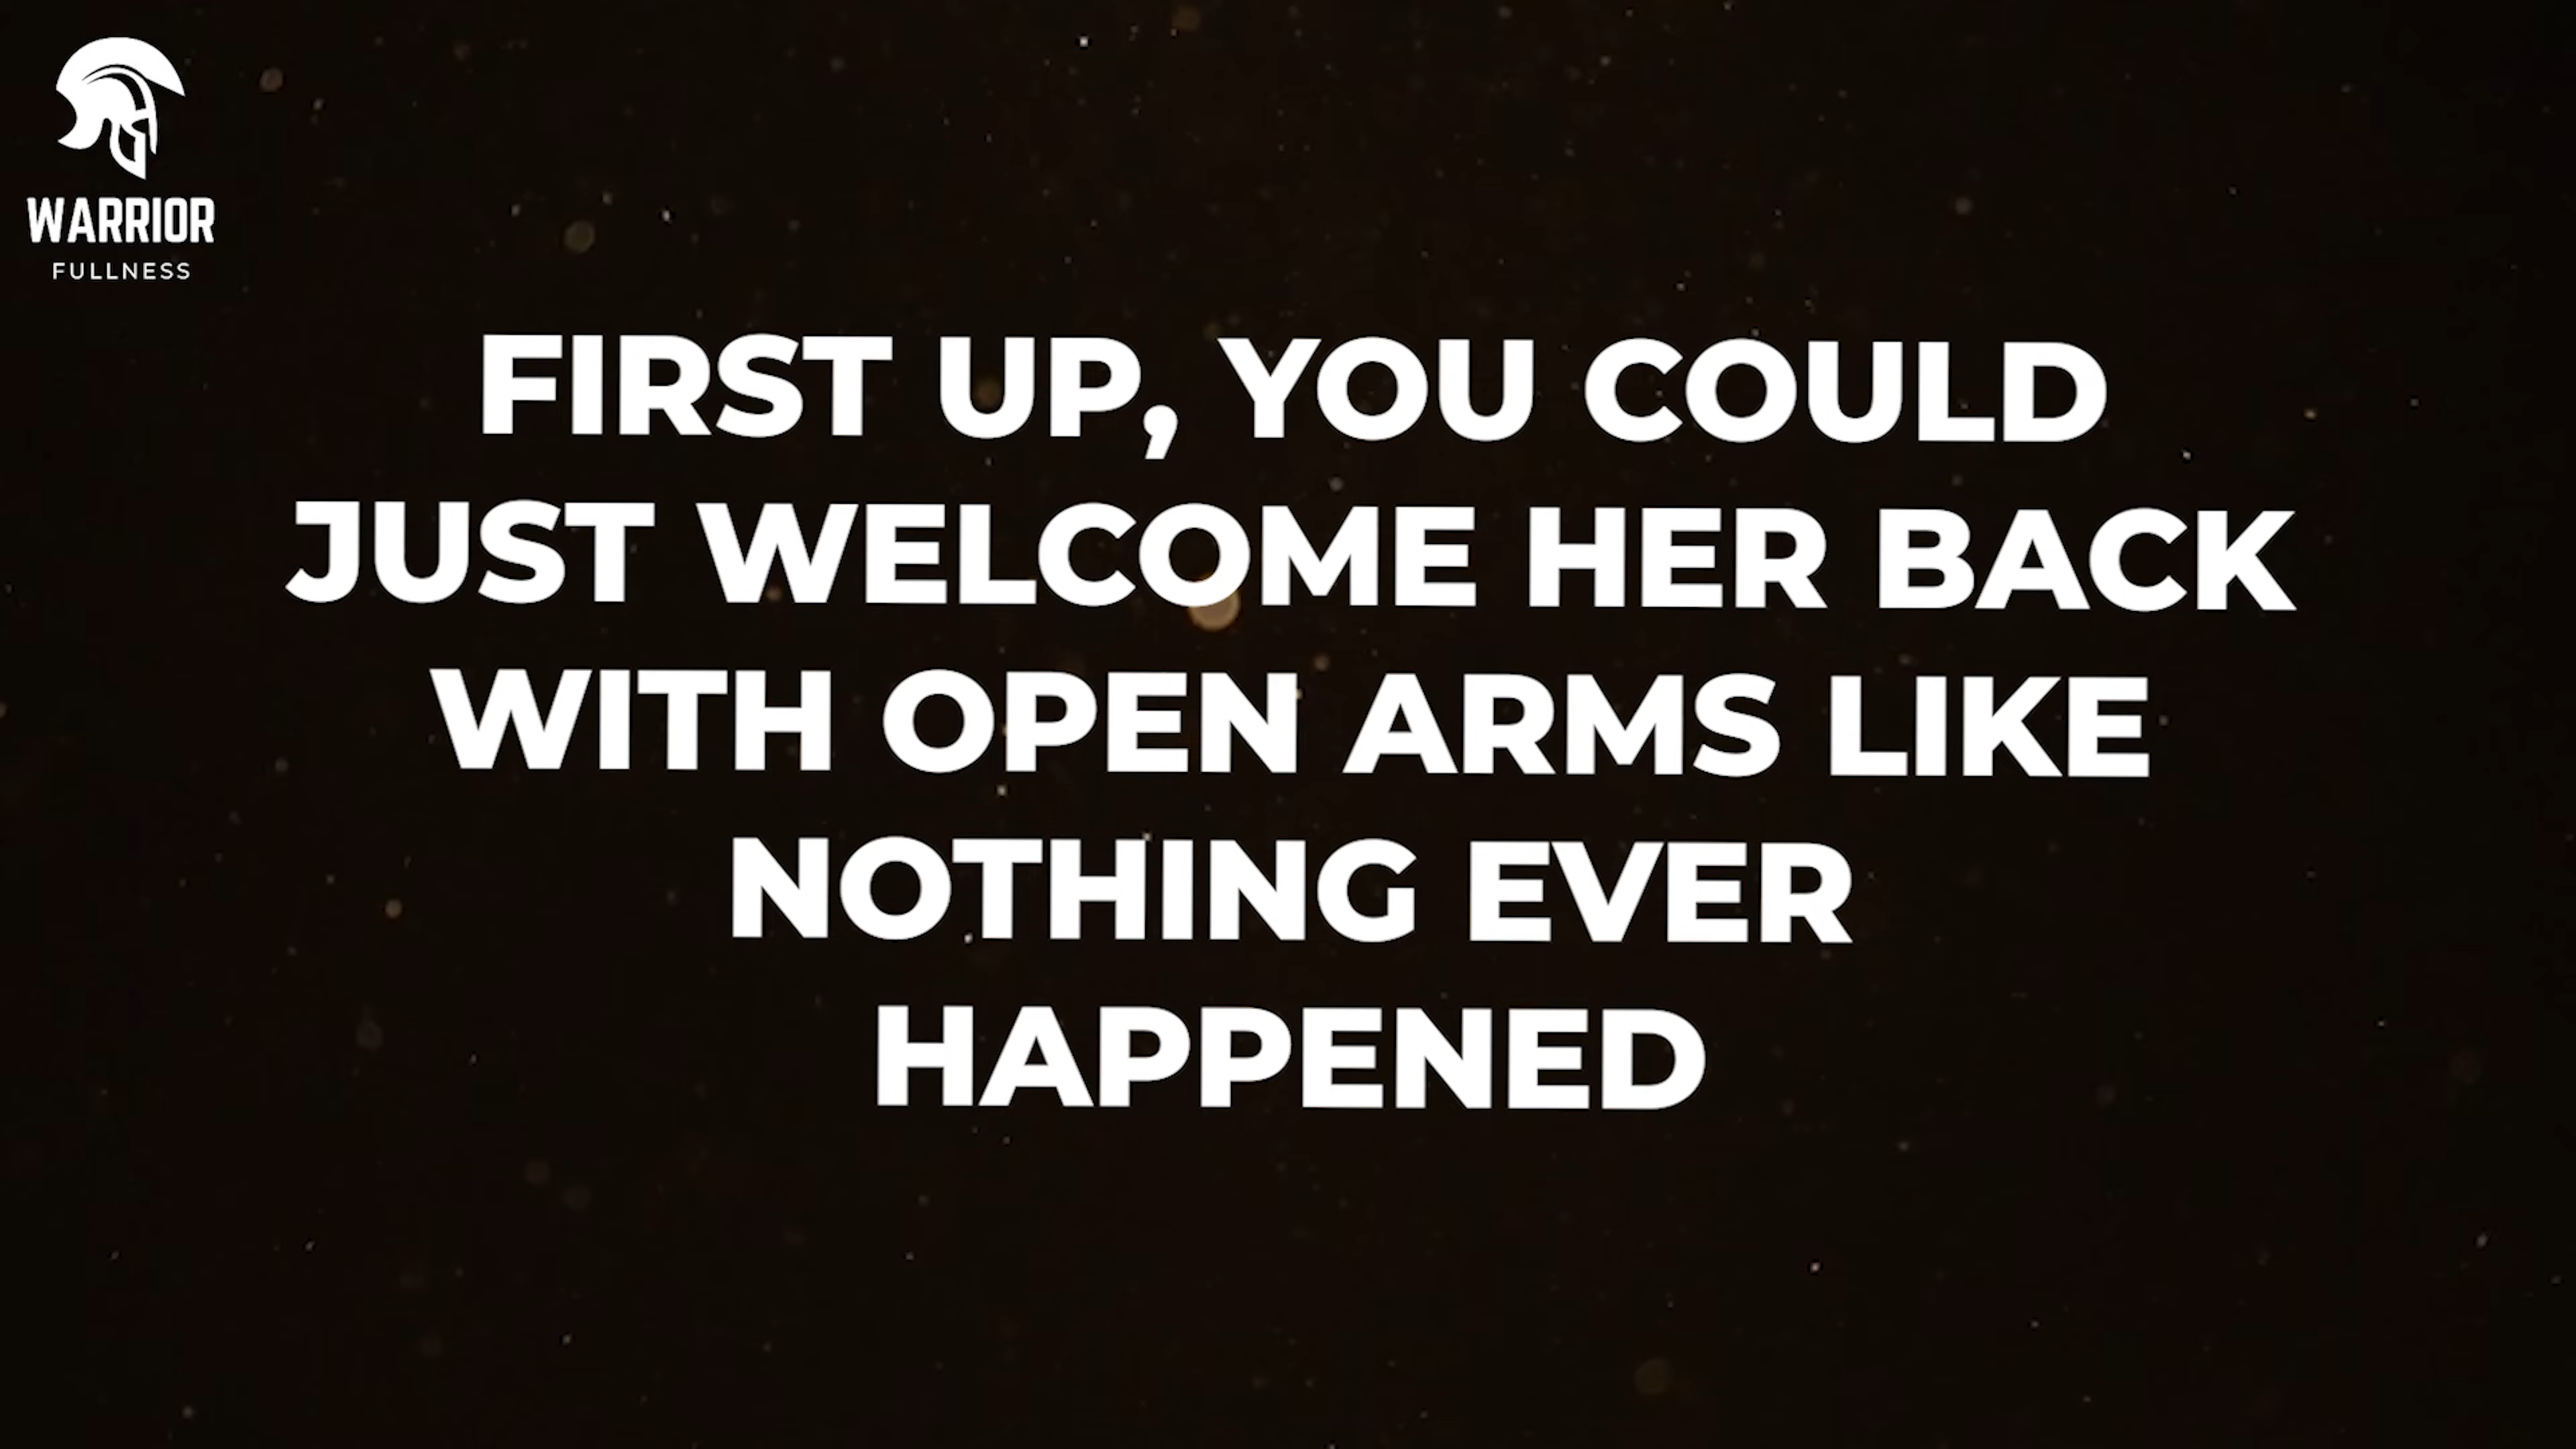 WARRIOR
FULLNESS
FIRST UP, YOU COULD
JUST WELCOME HER BACK
WITH OPEN ARMS LIKE
NOTHING EVER
HAPPENED